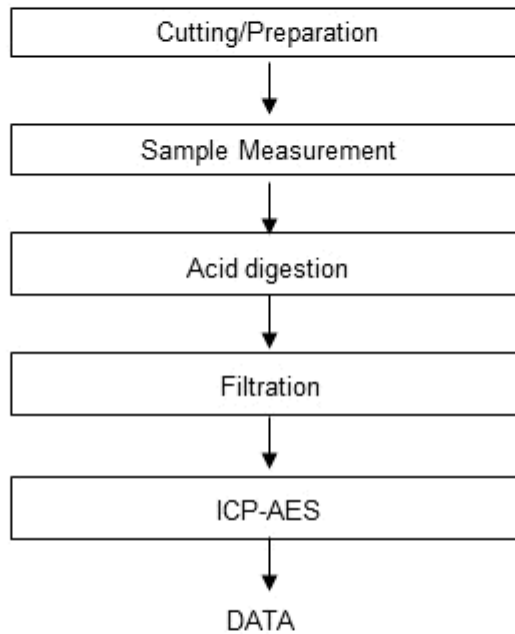 Cutting/Preparation
Sample Measurement
Acid digestion
Filtration
ICP-AES
DATA